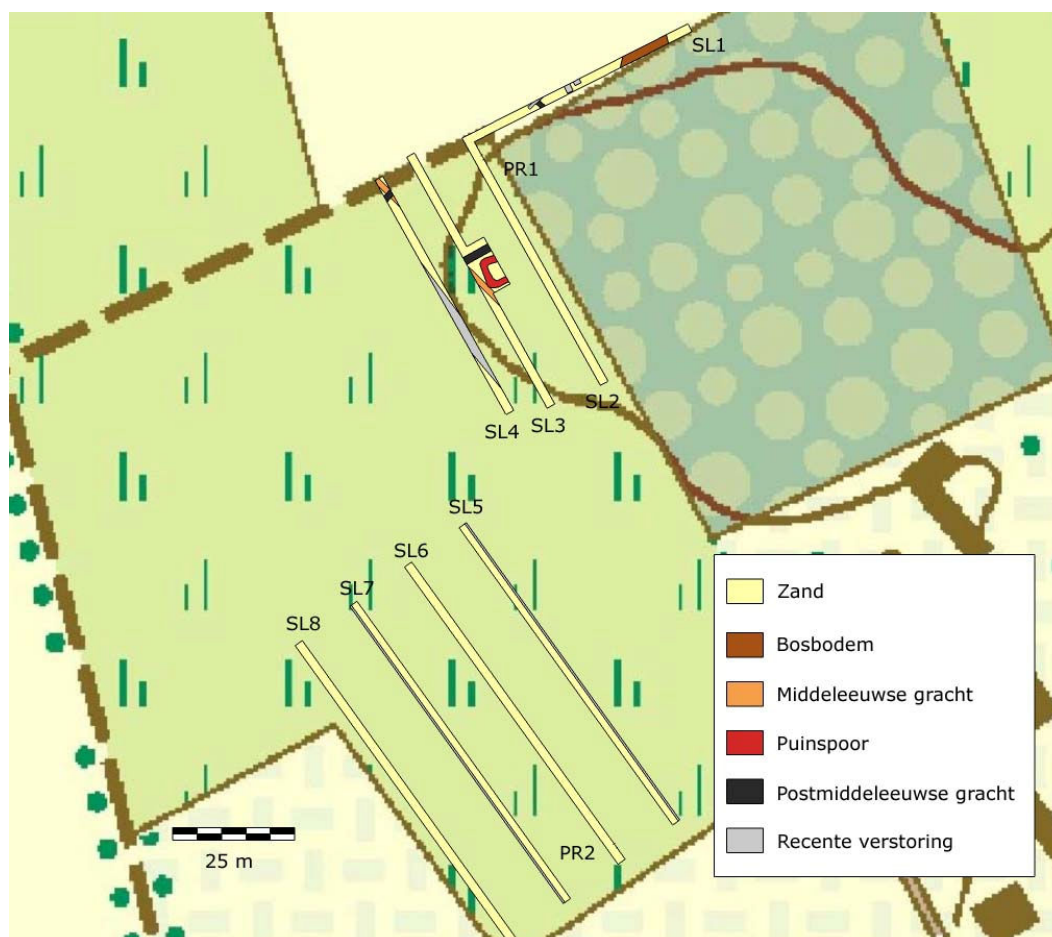 SL1
PR1
SL2
SL3
SL4
SL5
SL6
SL7
SL8
PR2
25 m
Zand
Bosbodem
Middeleeuwse gracht
Puinspoor
Postmiddeleeuwse gracht
Recente verstoring